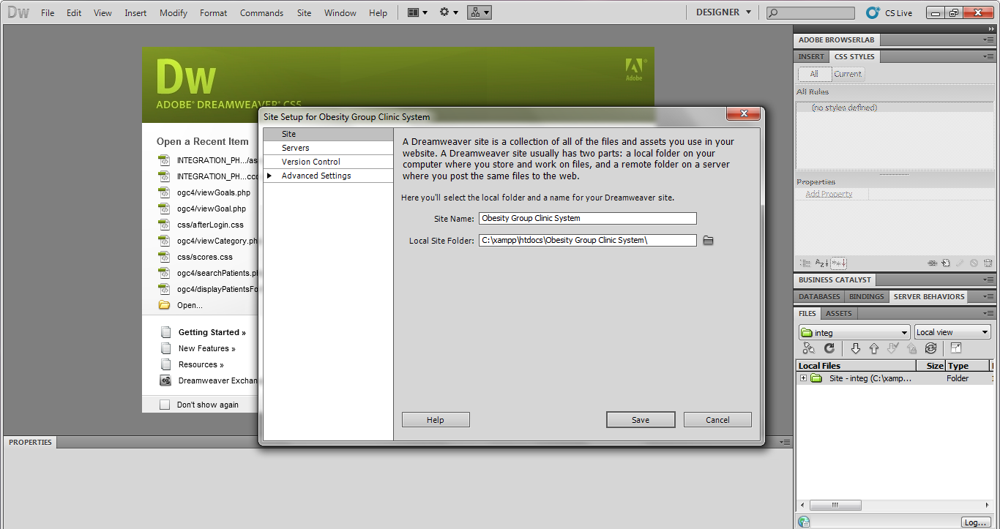 Dw File Edit View Insert Modify Format Commands Site Window Help DESIGNER CS Live
Dw
ADOBE® DREAMWEAVER® CS5
Adobe
Open a Recent Item
INTEGRATION_PH.../as
INTEGRATION_PH...cc
ogc4/viewGoals.php
ogc4/viewGoal.php
css/afterLogin.css
ogc4/viewCategory.ph
css/scores.css
ogc4/searchPatients.p
ogc4/displayPatientsFo
Open...
Getting Started »
New Features »
Resources »
Dreamweaver Exchan
Don't show again
Site Setup for Obesity Group Clinic System
Site
Servers
Version Control
Advanced Settings
A Dreamweaver site is a collection of all of the files and assets you use in your
website. A Dreamweaver site usually has two parts: a local folder on your
computer where you store and work on files, and a remote folder on a server
where you post the same files to the web.
Here you'll select the local folder and a name for your Dreamweaver site.
Site Name: Obesity Group Clinic System
Local Site Folder: C:\xampp\htdocs\Obesity Group Clinic System\
Help Save Cancel
PROPERTIES
ADOBE BROWSERLAB
INSERT CSS STYLES
All Current
All Rules
(no styles defined)
Properties
Add Property
BUSINESS CATALYST
DATABASES BINDINGS SERVER BEHAVIORS
FILES ASSETS
integ Local view
Local Files Size Type
Site - integ (C:\xamp... Folder
Log...